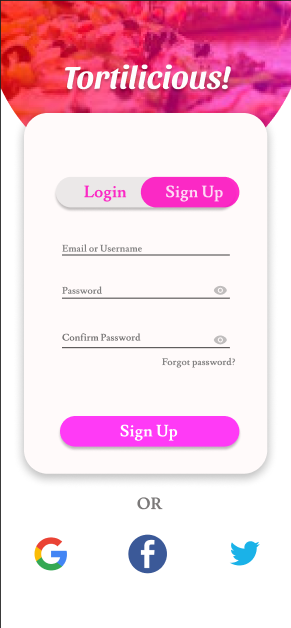 Tortilicious!
Login Sign Up
Email or Username
Password
Confirm Password
Forgot password?
Sign Up
OR